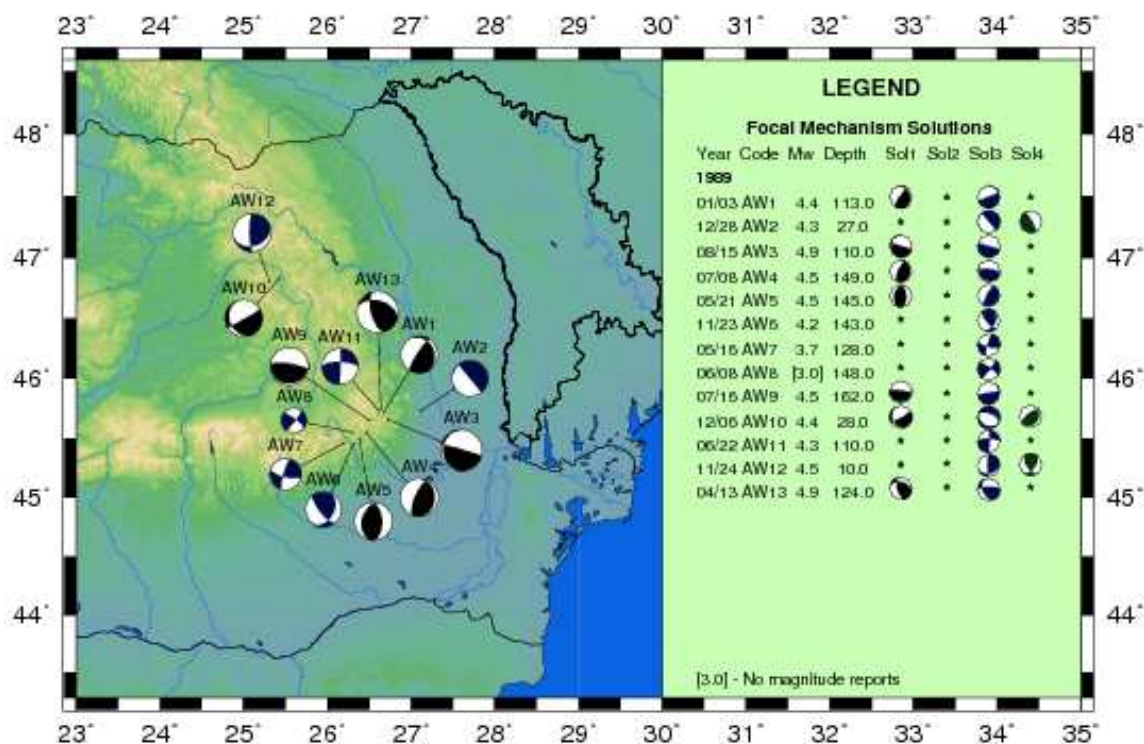 23° 24° 25° 26° 27° 28° 29° 30° 31° 32° 33° 34° 35°
LEGEND
Focal Mechanism Solutions
Year Code Mw Depth Sol1 Sol2 Sol3 Sol4
1989
01/03 AW1 4.4 113.0 * *
12/28 AW2 4.3 27.0 * *
08/15 AW3 4.9 110.0 * *
07/08 AW4 4.5 149.0 * *
05/21 AW5 4.5 145.0 * *
11/23 AW6 4.2 143.0 * * *
05/16 AW7 3.7 128.0 * * *
06/08 AW8 [3.0] 148.0 * * *
07/16 AW9 4.5 162.0 * *
12/06 AW10 4.4 28.0 *
06/22 AW11 4.3 110.0 * * *
11/24 AW12 4.5 10.0 * *
04/13 AW13 4.9 124.0 * *
[3.0] - No magnitude reports
48° 48°
47° 47°
46° 46°
45° 45°
44° 44°
AW12
AW10
AW13
AW9
AW11
AW1
AW2
AW8
AW3
AW7
AW6
AW5
AW4
23° 24° 25° 26° 27° 28° 29° 30° 31° 32° 33° 34° 35°